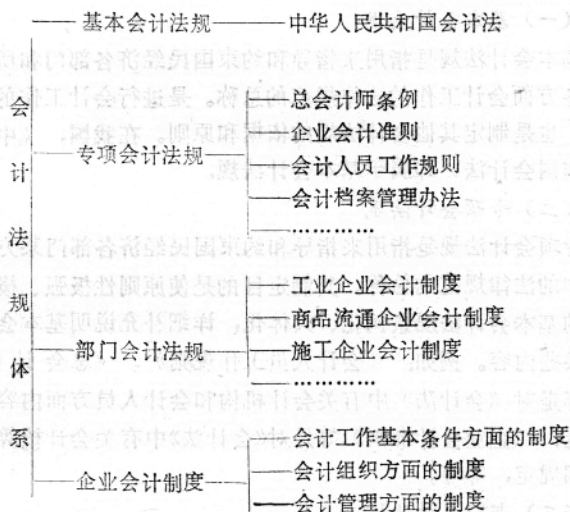 基本会计法规 中华人民共和国会计法
总会计师条例
企业会计准则
专项会计法规
会计人员工作规则
会计档案管理办法
…………
会计法规体系
工业企业会计制度
商品流通企业会计制度
部门会计法规 施工企业会计制度
…………
会计工作基本条件方面的制度
企业会计制度 会计组织方面的制度
会计管理方面的制度